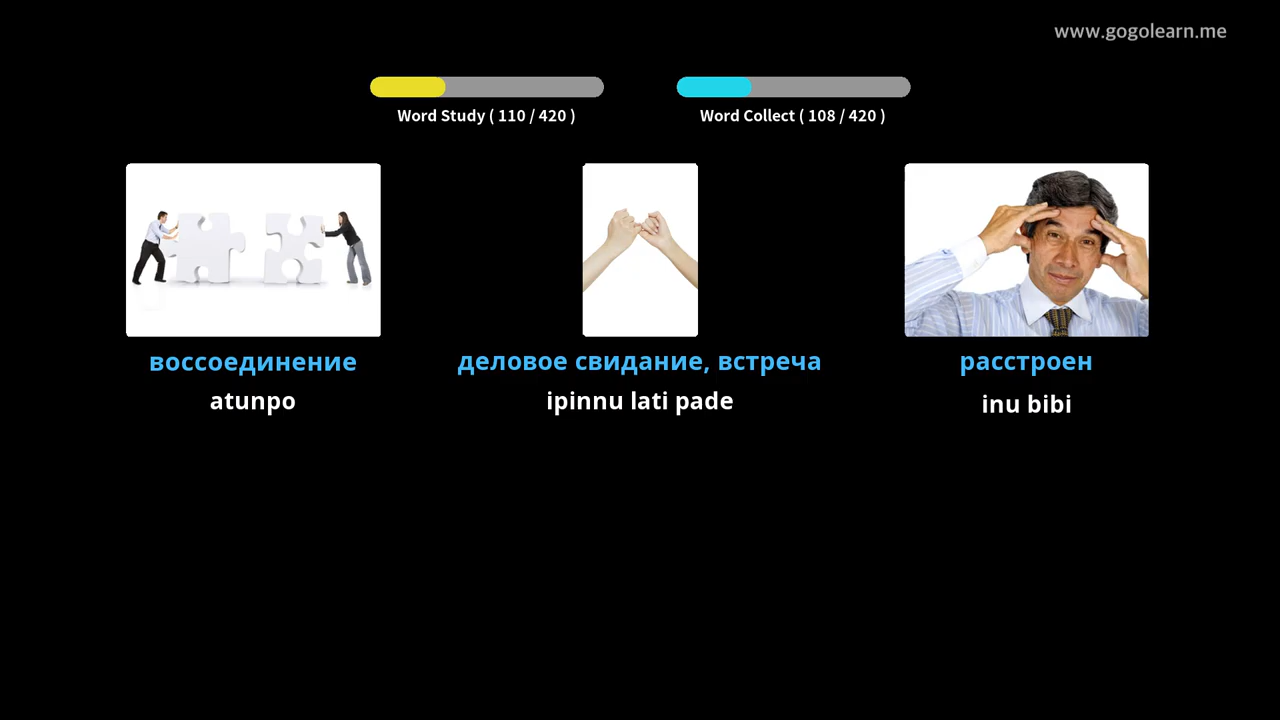 www.gogolearn.me
Word Study ( 110 / 420 )
Word Collect ( 108 / 420 )
воссоединение
atunpo
деловое свидание, встреча
ipinnu lati pade
расстроен
inu bibi